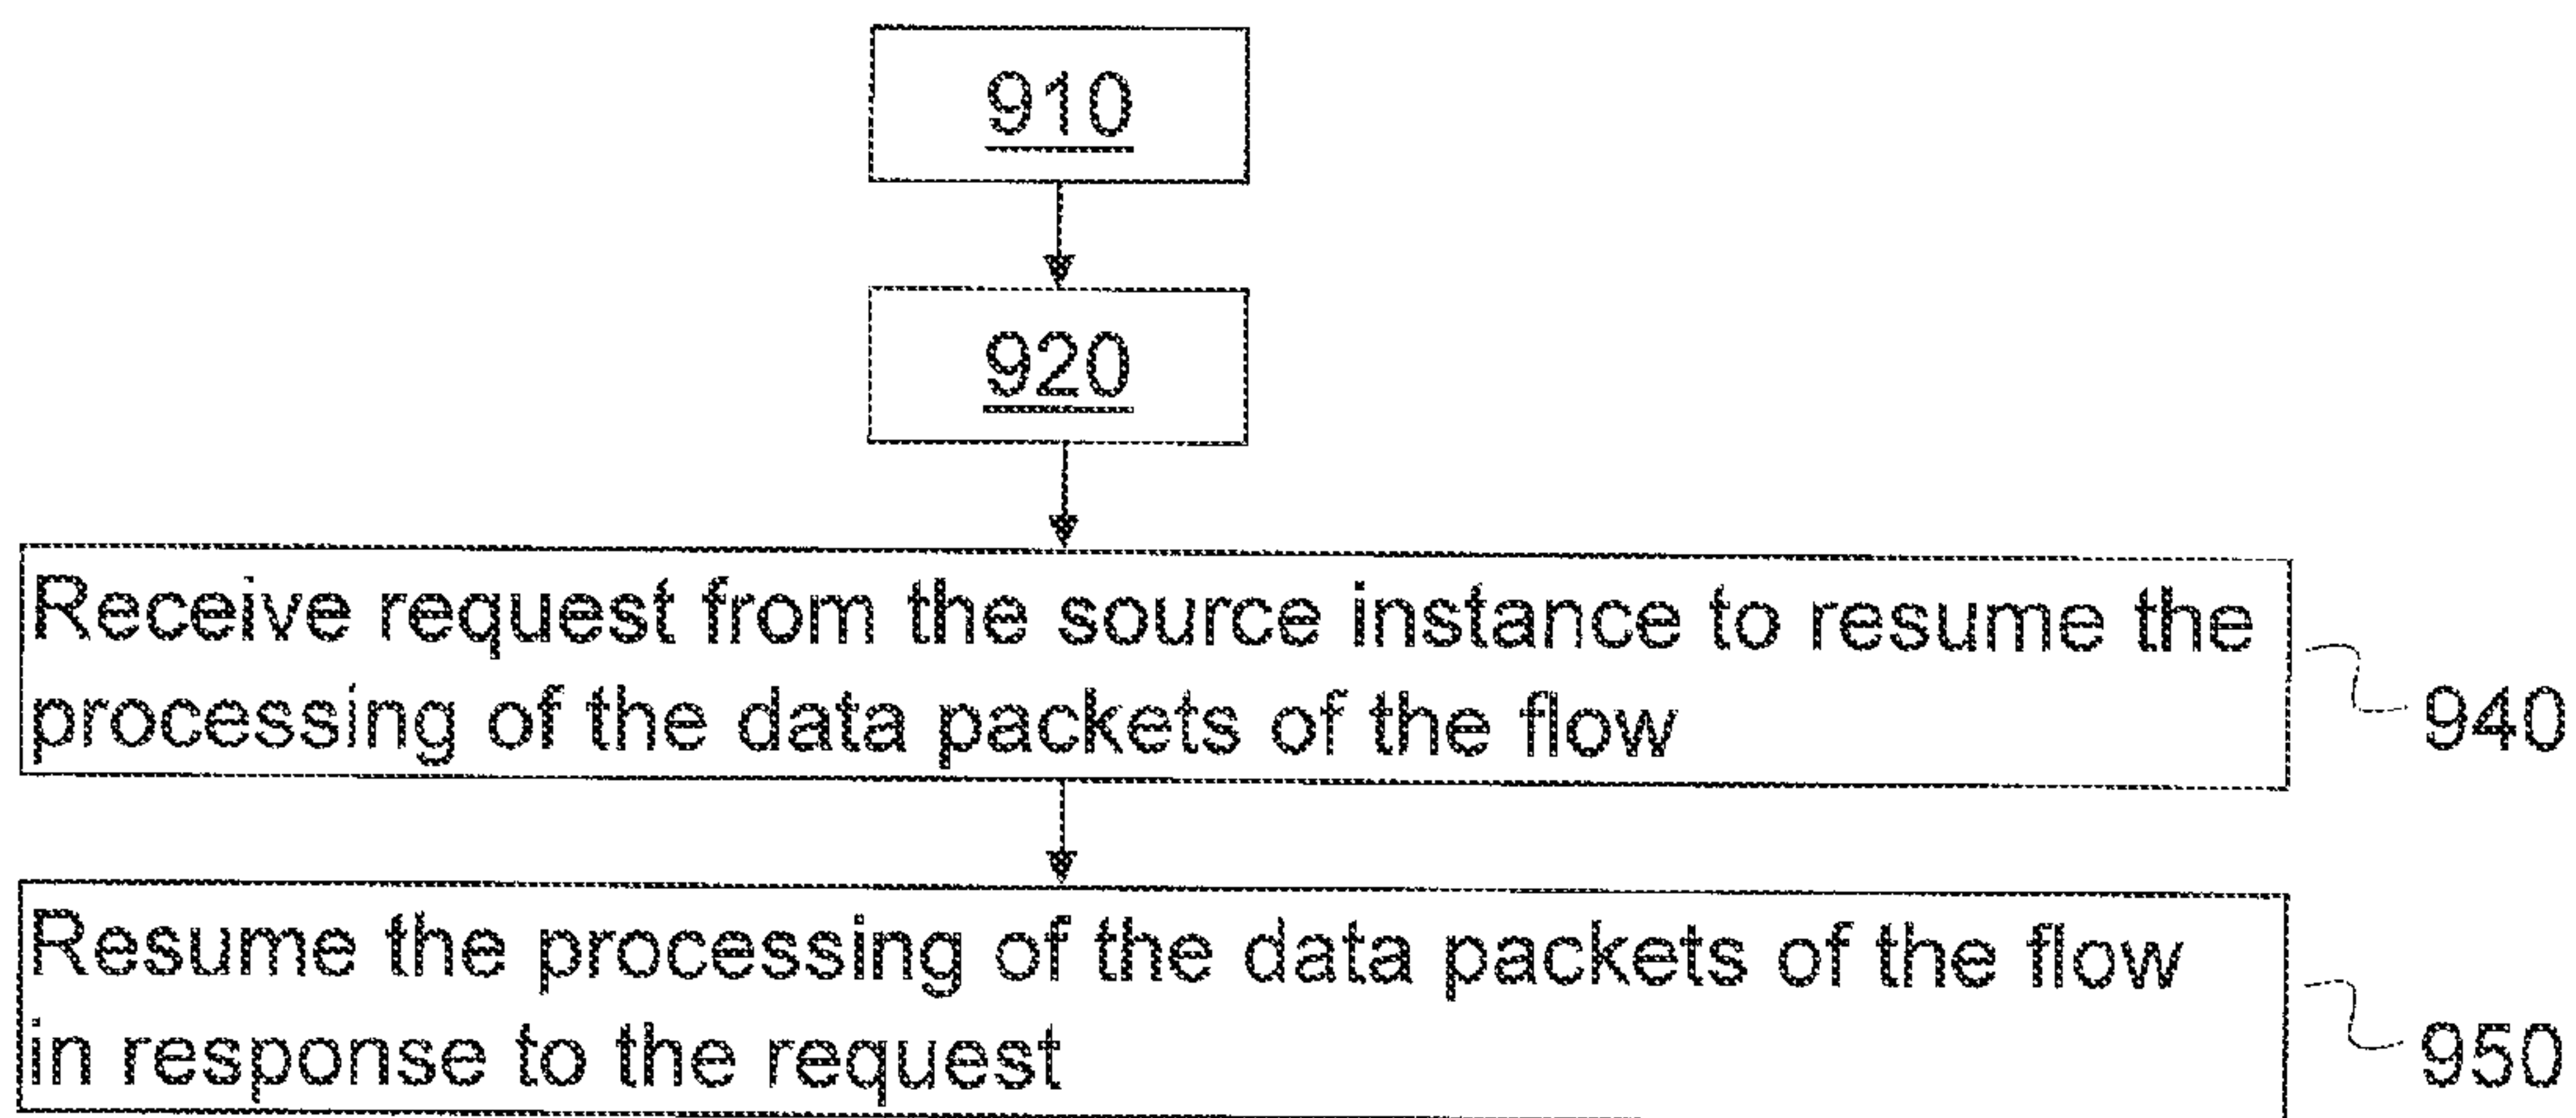 910
920
Receive request from the source instance to resume the
processing of the data packets of the flow
940
Resume the processing of the data packets of the flow
in response to the request
950